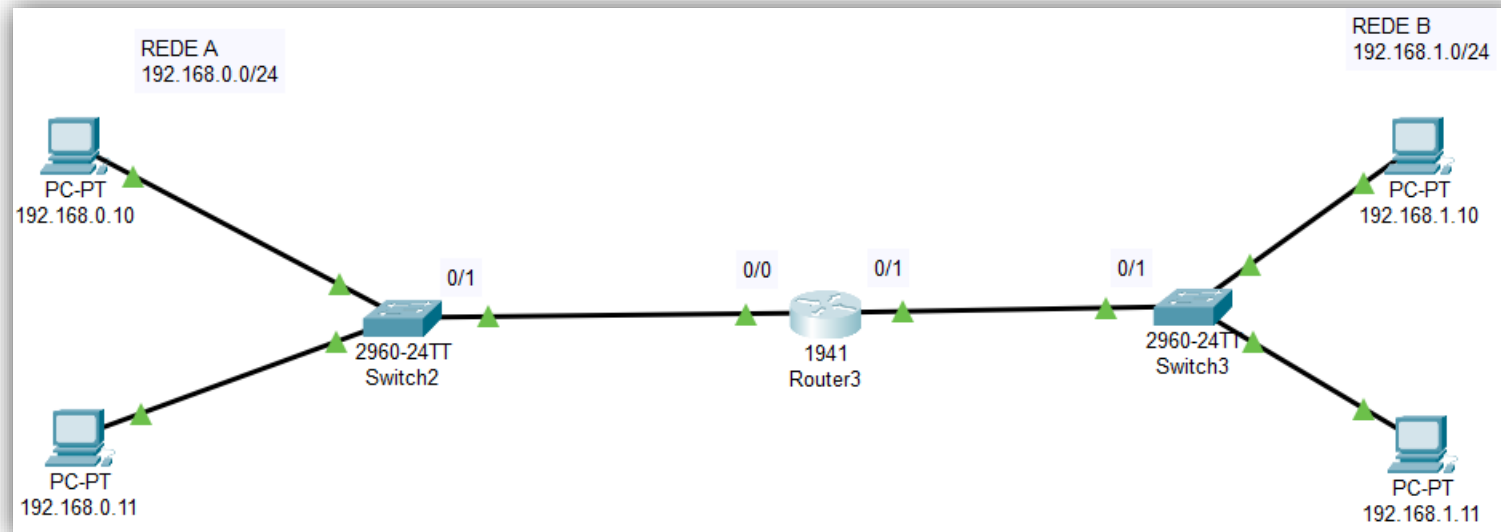 REDE A
192.168.0.0/24
REDE B
192.168.1.0/24
PC-PT
192.168.0.10
PC-PT
192.168.1.10
0/1
0/0
0/1
0/1
2960-24TT
Switch2
1941
Router3
2960-24TT
Switch3
PC-PT
192.168.0.11
PC-PT
192.168.1.11